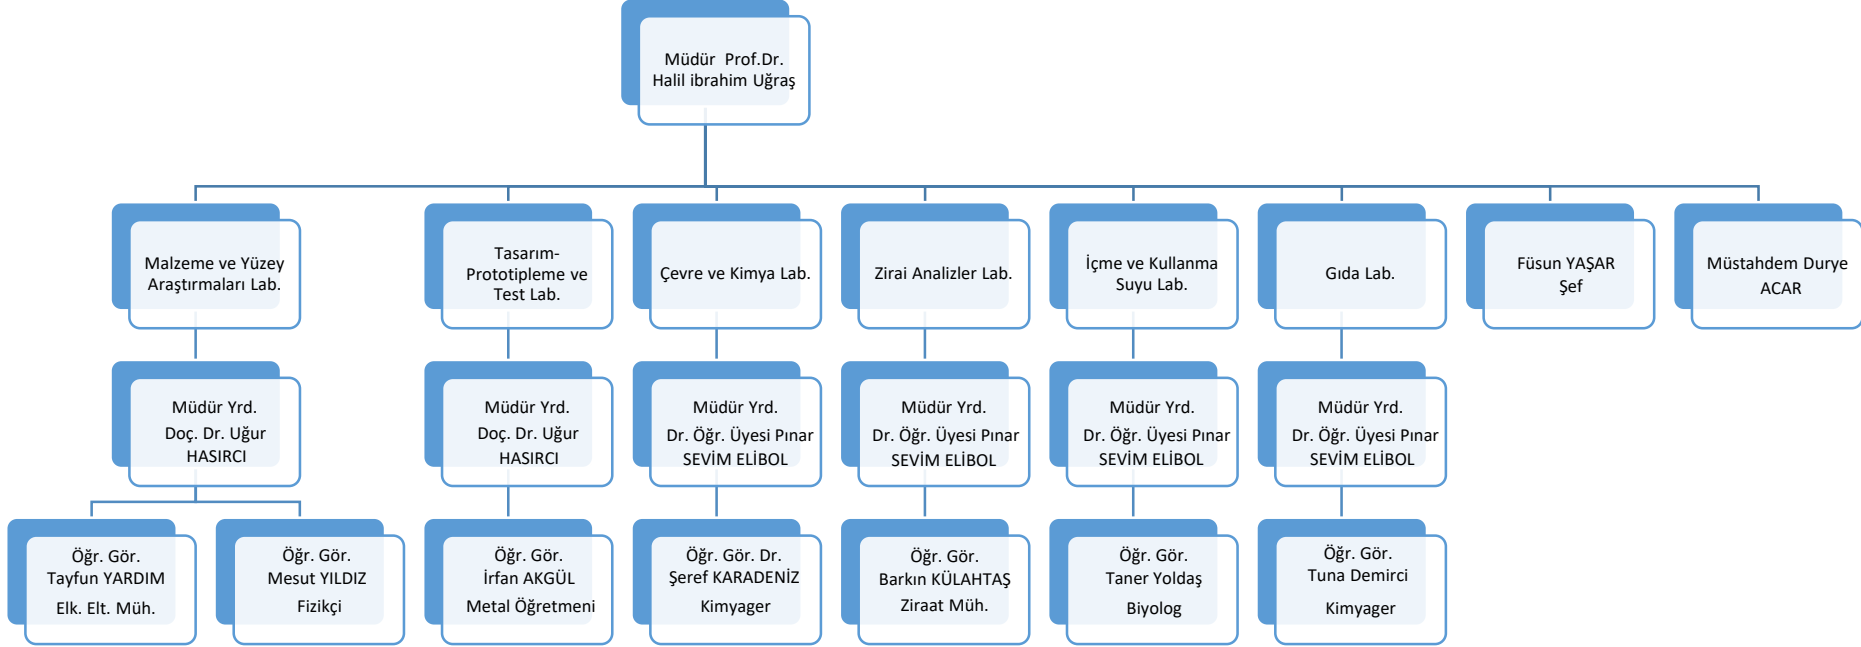 Müdür Prof.Dr.
Halil ibrahim Uğraş
Malzeme ve Yüzey
Araştırmaları Lab.
Tasarım-
Prototipleme ve
Test Lab.
Çevre ve Kimya Lab.
Zirai Analizler Lab.
İçme ve Kullanma
Suyu Lab.
Gıda Lab.
Füsun YAŞAR
Şef
Müstahdem Durye
ACAR
Müdür Yrd.
Doç. Dr. Uğur
HASIRCI
Müdür Yrd.
Doç. Dr. Uğur
HASIRCI
Müdür Yrd.
Dr. Öğr. Üyesi Pınar
SEVİM ELİBOL
Müdür Yrd.
Dr. Öğr. Üyesi Pınar
SEVİM ELİBOL
Müdür Yrd.
Dr. Öğr. Üyesi Pınar
SEVİM ELİBOL
Müdür Yrd.
Dr. Öğr. Üyesi Pınar
SEVİM ELİBOL
Öğr. Gör.
Tayfun YARDIM
Elk. Elt. Müh.
Öğr. Gör.
Mesut YILDIZ
Fizikçi
Öğr. Gör.
İrfan AKGÜL
Metal Öğretmeni
Öğr. Gör. Dr.
Şeref KARADENİZ
Kimyager
Öğr. Gör.
Barkın KÜLAHTAŞ
Ziraat Müh.
Öğr. Gör.
Taner Yoldaş
Biyolog
Öğr. Gör.
Tuna Demirci
Kimyager